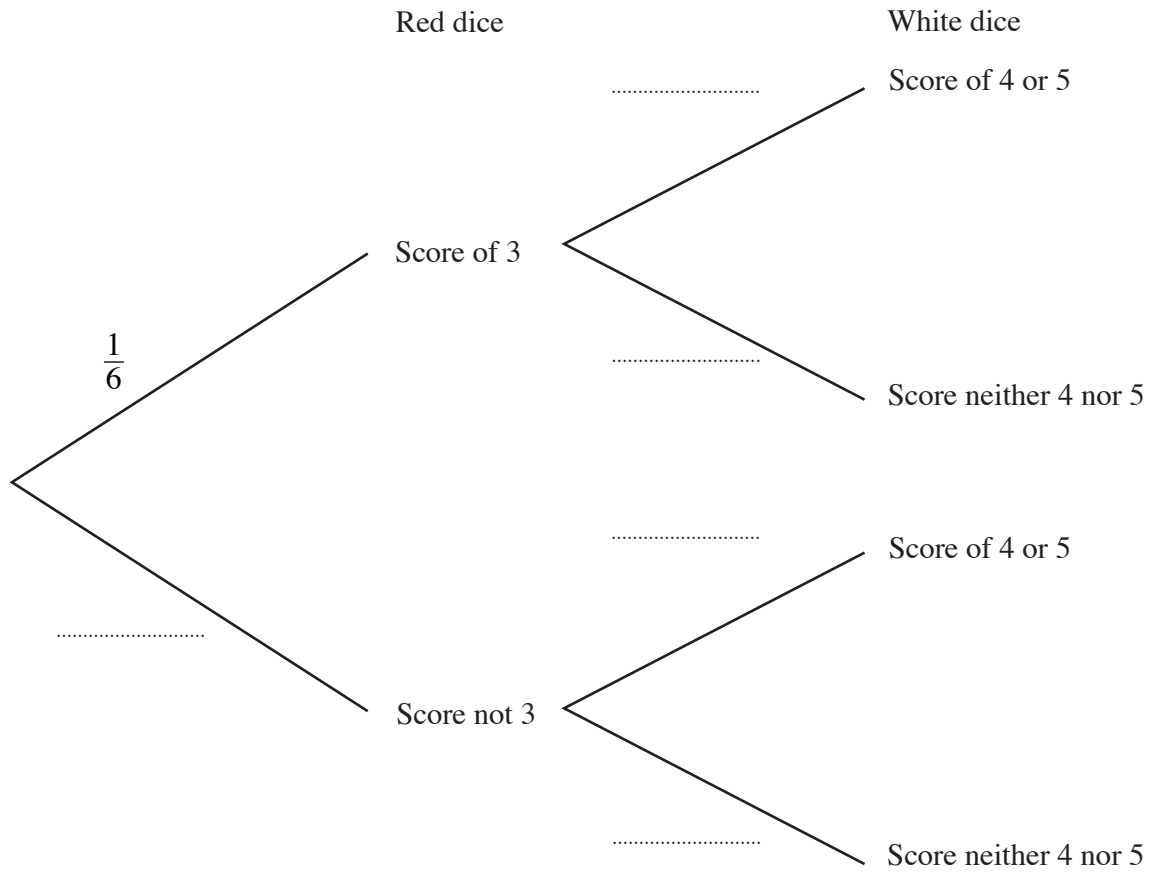 Red dice
White dice
Score of 4 or 5
Score of 3
1
6
Score neither 4 nor 5
Score of 4 or 5
Score not 3
Score neither 4 nor 5